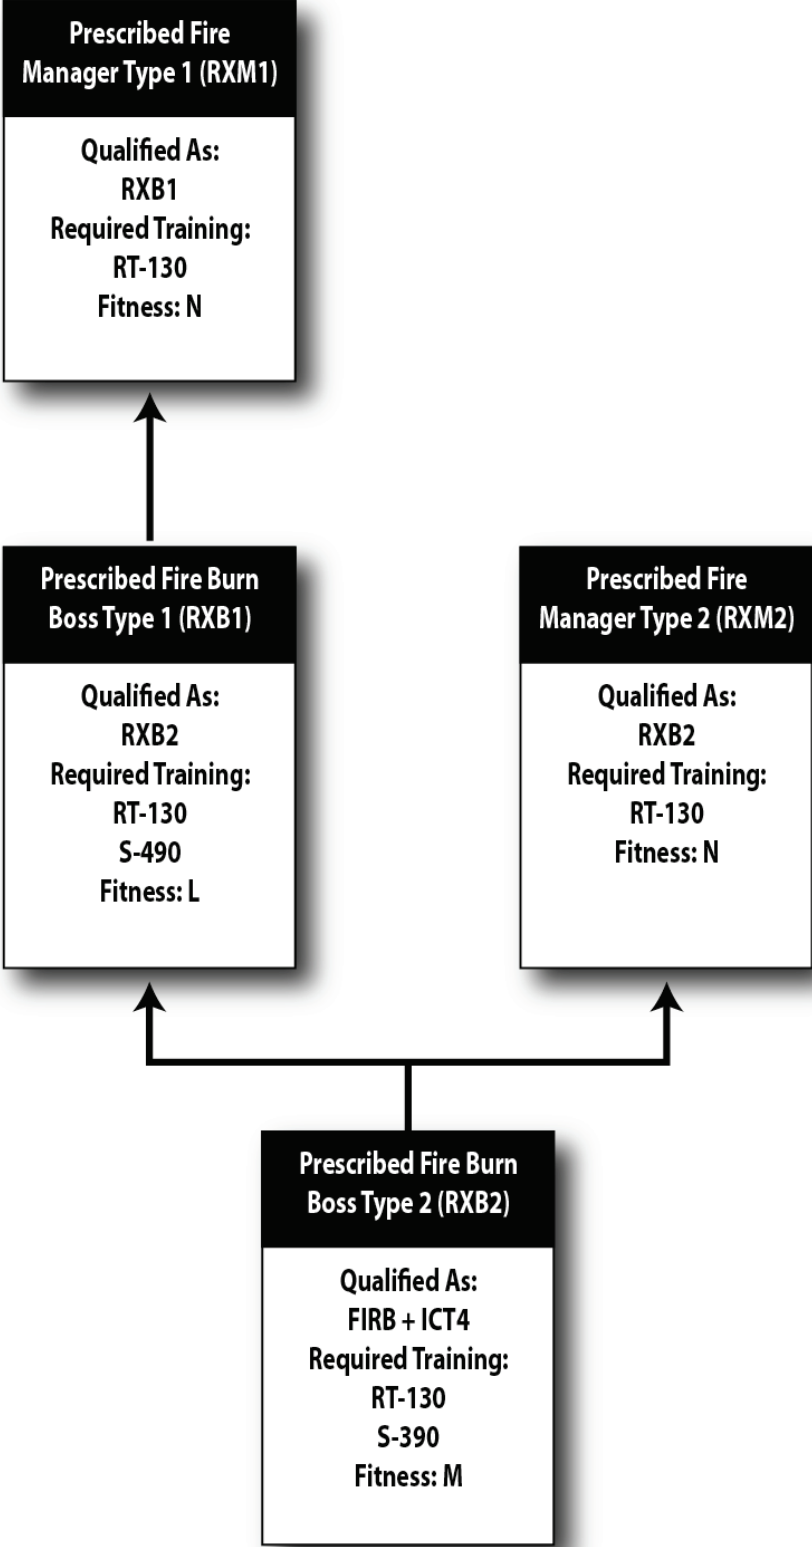 Prescribed Fire
Manager Type 1 (RXM1)
Qualified As:
RXB1
Required Training:
RT-130
Fitness: N
Prescribed Fire Burn
Boss Type 1 (RXB1)
Qualified As:
RXB2
Required Training:
RT-130
S-490
Fitness: L
Prescribed Fire
Manager Type 2 (RXM2)
Qualified As:
RXB2
Required Training:
RT-130
Fitness: N
Prescribed Fire Burn
Boss Type 2 (RXB2)
Qualified As:
FIRB + ICT4
Required Training:
RT-130
S-390
Fitness: M